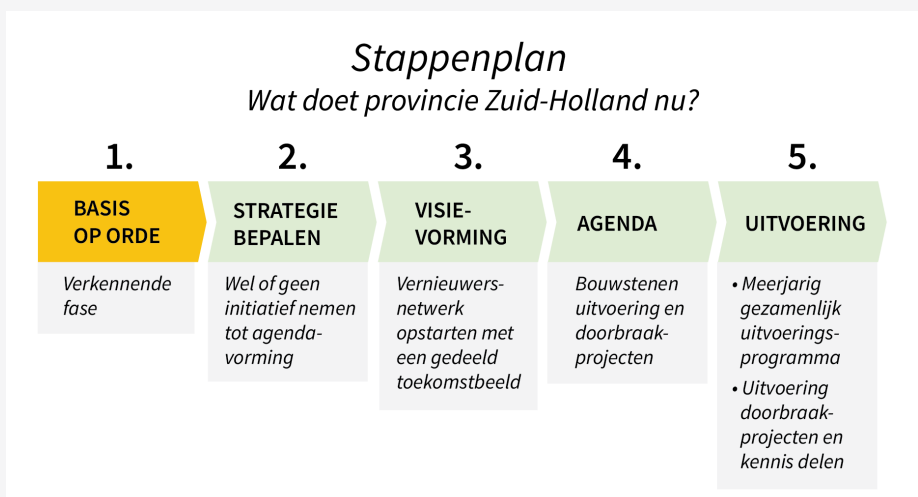 Stappenplan
Wat doet provincie Zuid-Holland nu?
1.
BASIS
OP ORDE
Verkennende
fase
2.
STRATEGIE
BEPALEN
Wel of geen
initiatief nemen
tot agenda-
vorming
3.
VISIE-
VORMING
Vernieuwers-
netwerk
opstarten met
een gedeeld
toekomstbeeld
4.
AGENDA
Bouwstenen
uitvoering en
doorbraak-
projecten
5.
UITVOERING
• Meerjarig
gezamenlijk
uitvoerings-
programma
• Uitvoering
doorbraak-
projecten en
kennis delen